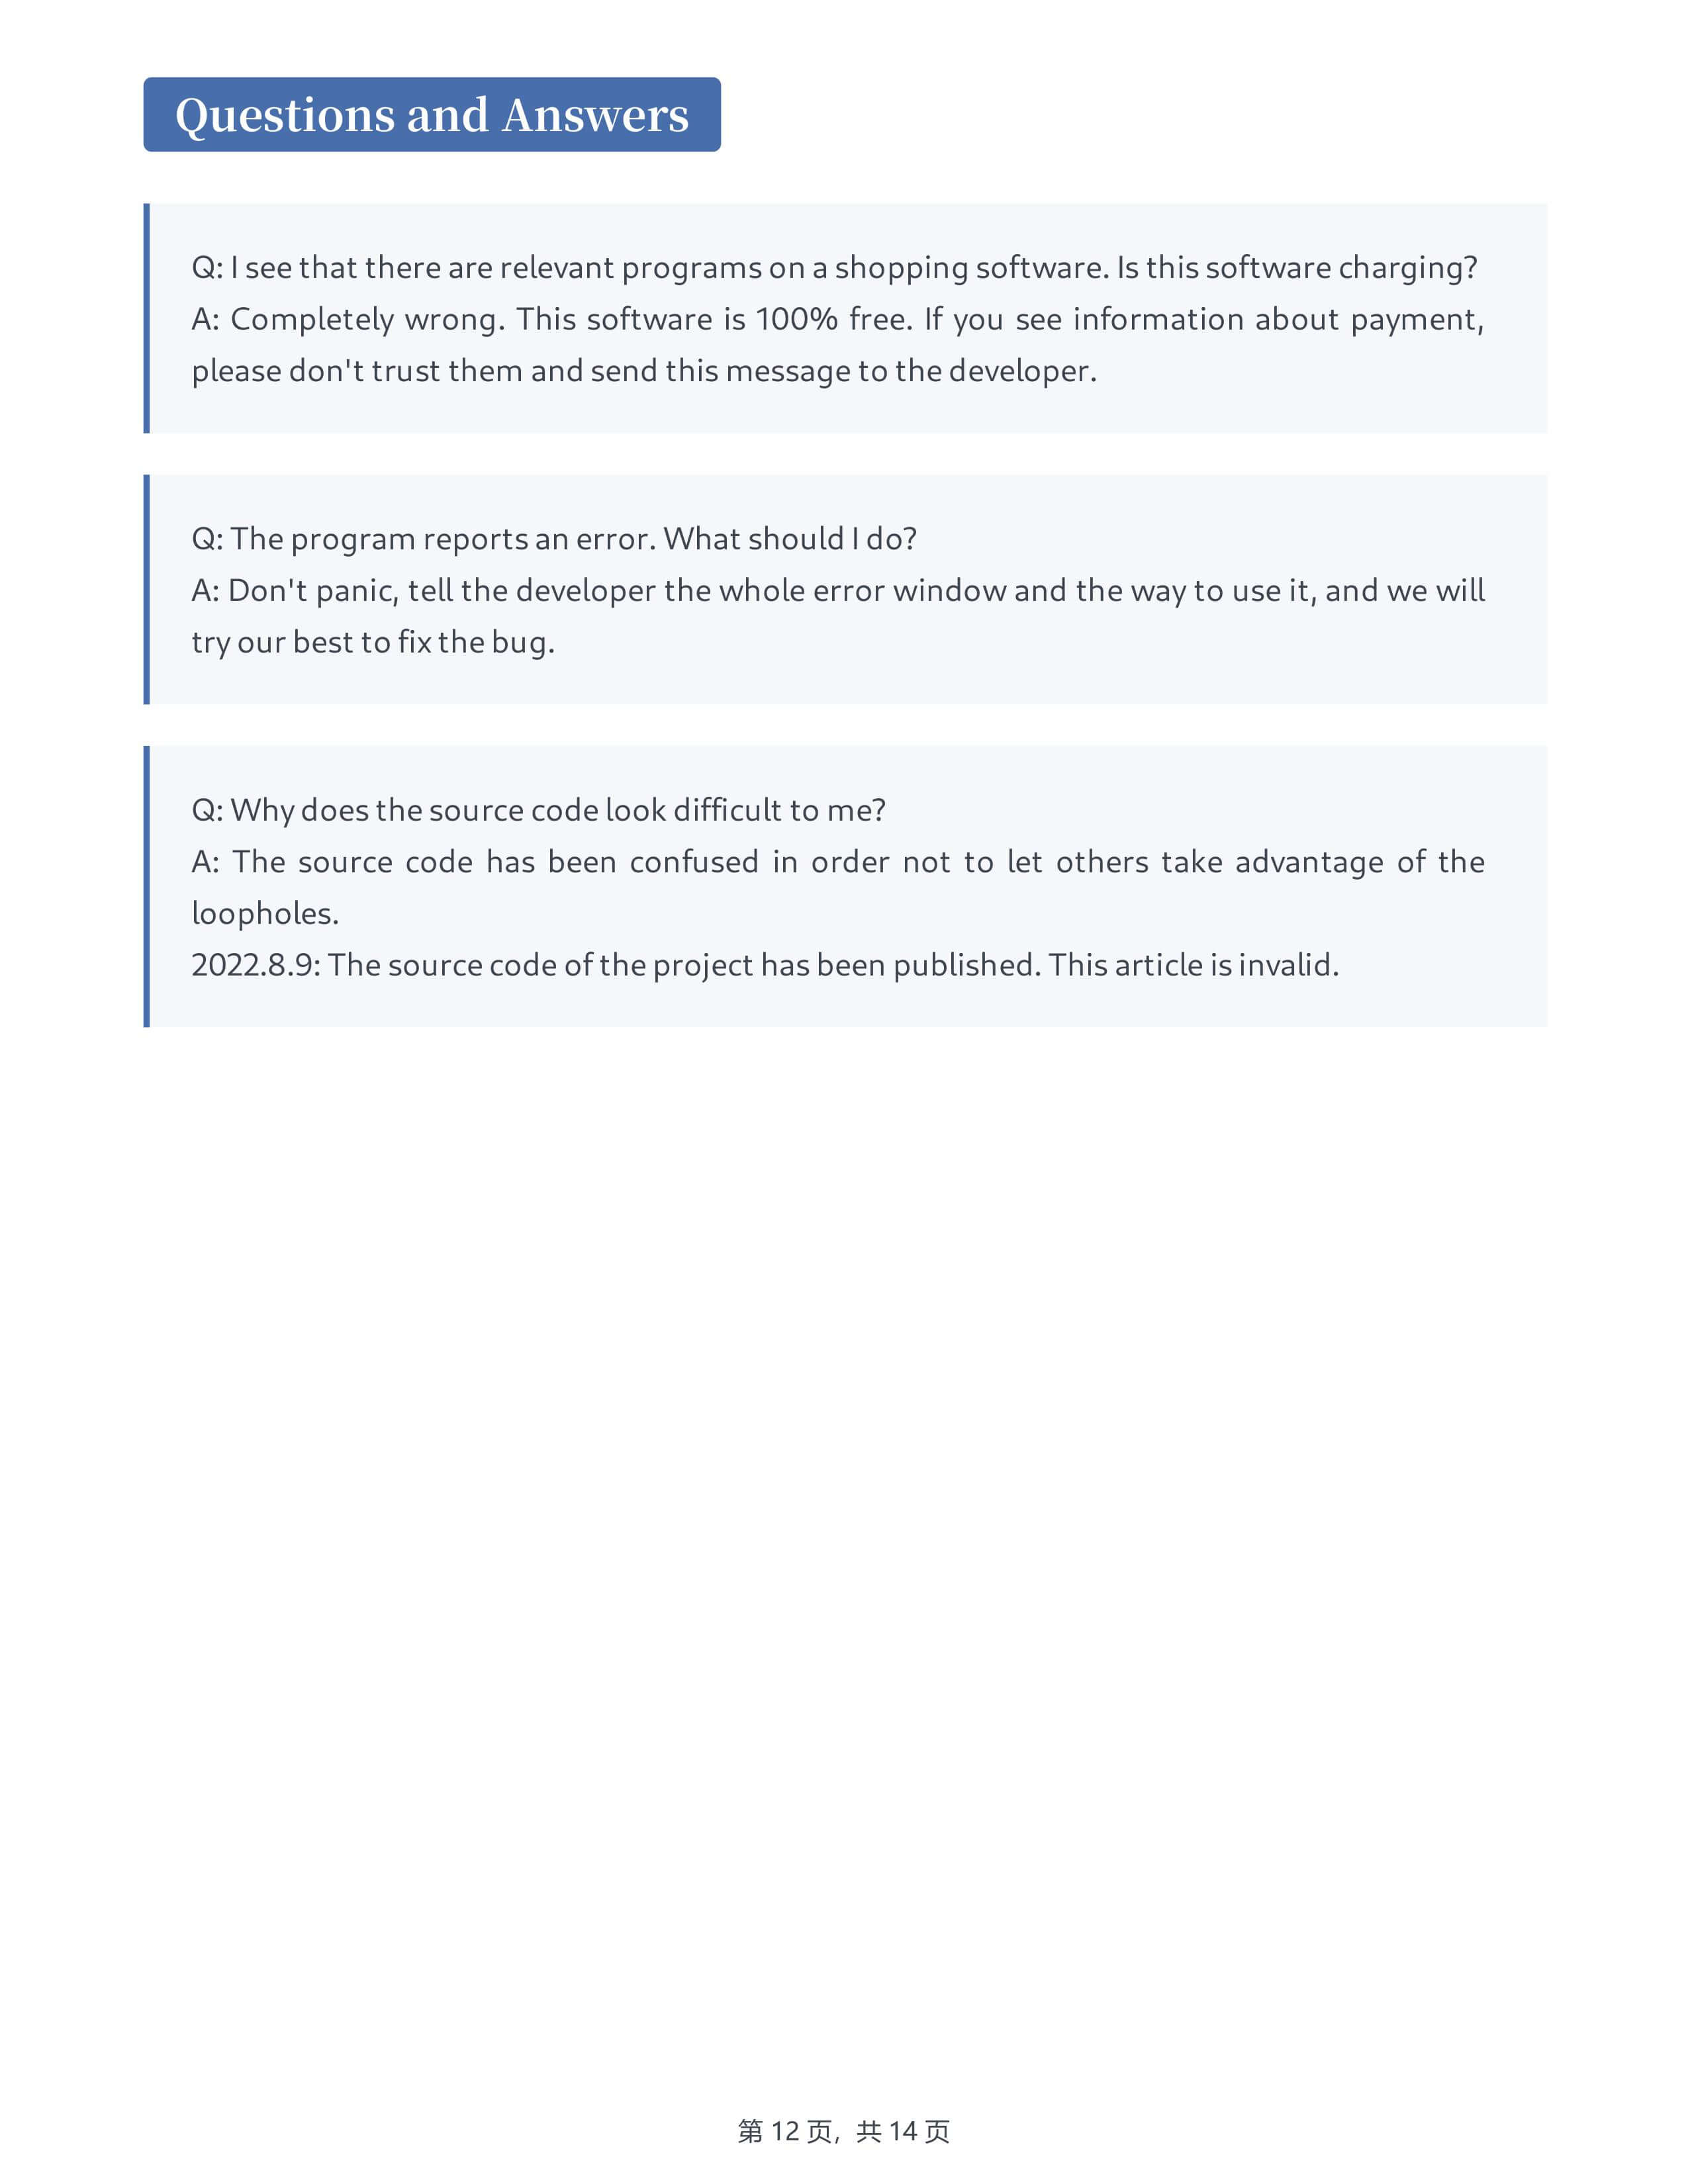 Questions and Answers
Q: I see that there are relevant programs on a shopping software. Is this software charging?
A: Completely wrong. This software is 100% free. If you see information about payment,
please don't trust them and send this message to the developer.
Q: The program reports an error. What should I do?
A: Don't panic, tell the developer the whole error window and the way to use it, and we will
try our best to fix the bug.
Q: Why does the source code look difficult to me?
A: The source code has been confused in order not to let others take advantage of the
loopholes.
2022.8.9: The source code of the project has been published. This article is invalid.
第 12 页，共 14 页